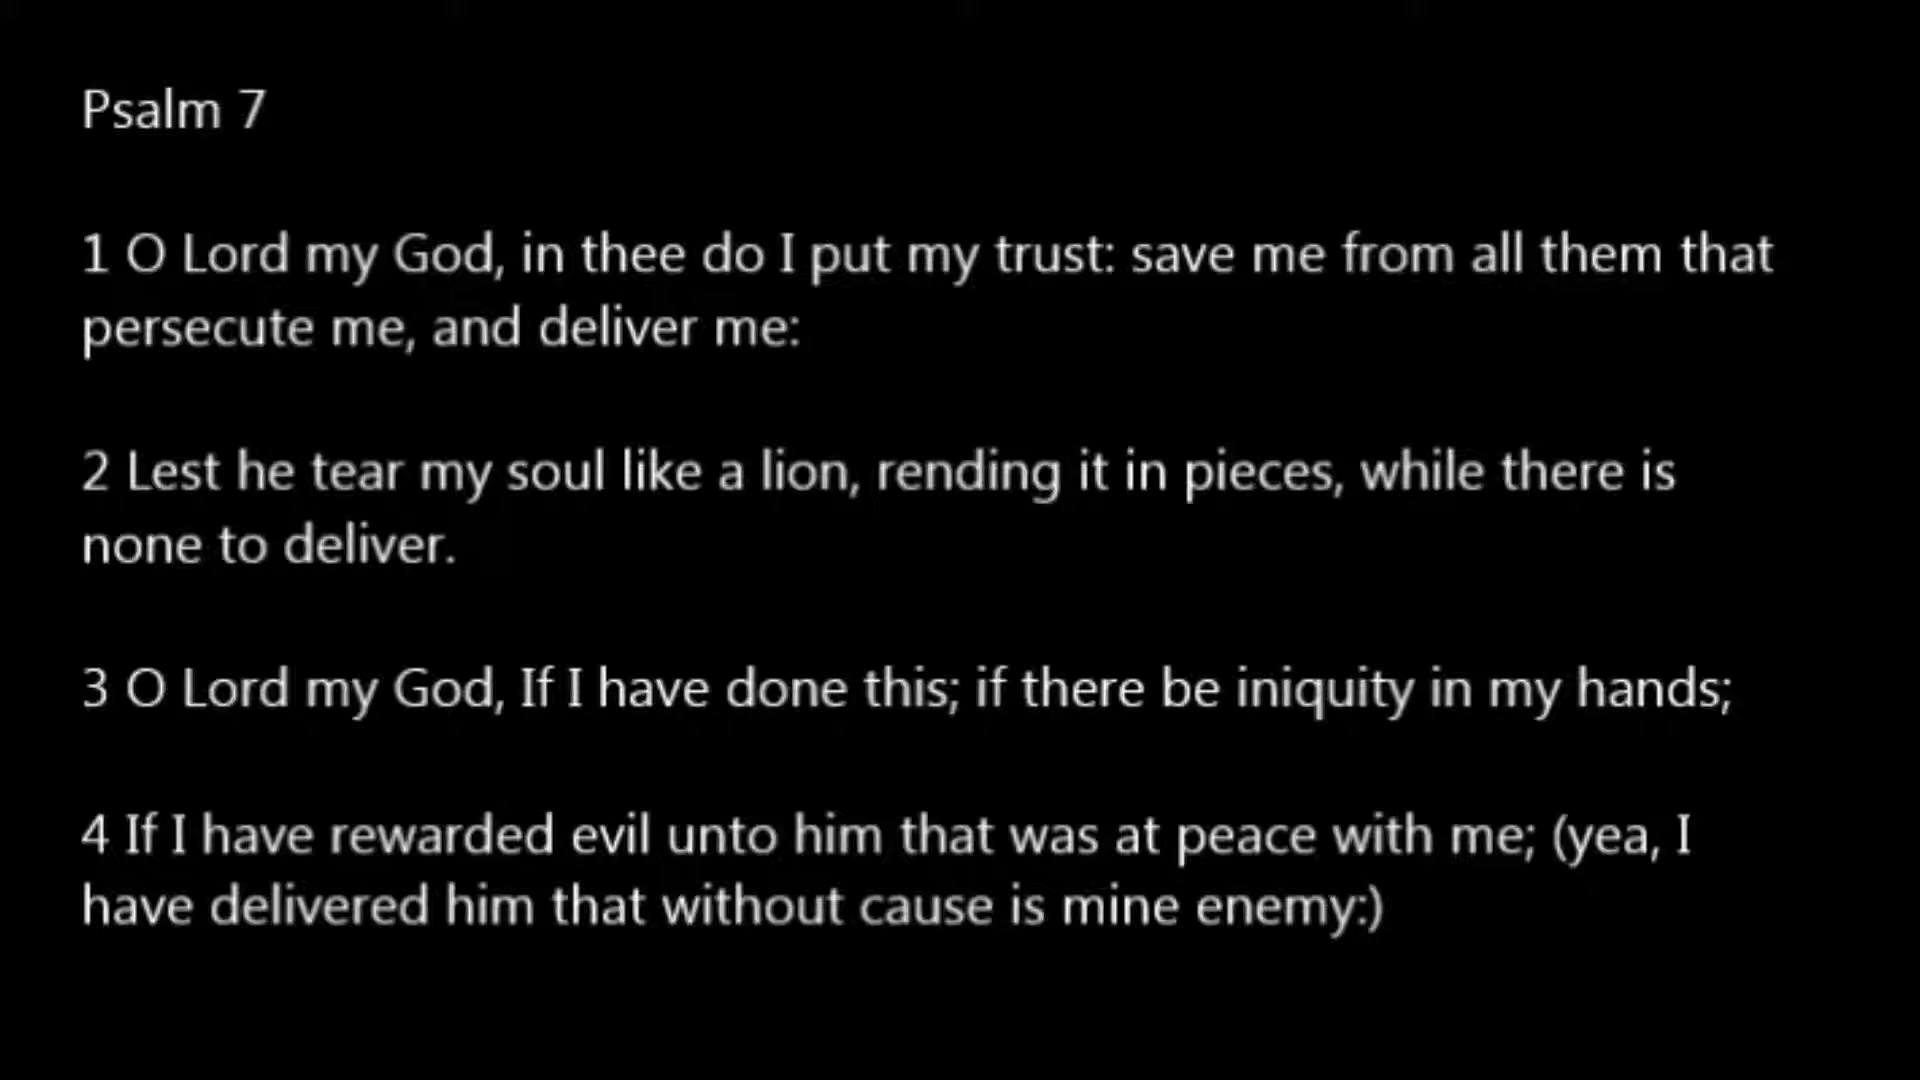 Psalm 7
1 O Lord my God, in thee do I put my trust: save me from all them that
persecute me, and deliver me:
2 Lest he tear my soul like a lion, rending it in pieces, while there is
none to deliver.
3 O Lord my God, If I have done this; if there be iniquity in my hands;
4 If I have rewarded evil unto him that was at peace with me; (yea, I
have delivered him that without cause is mine enemy:)